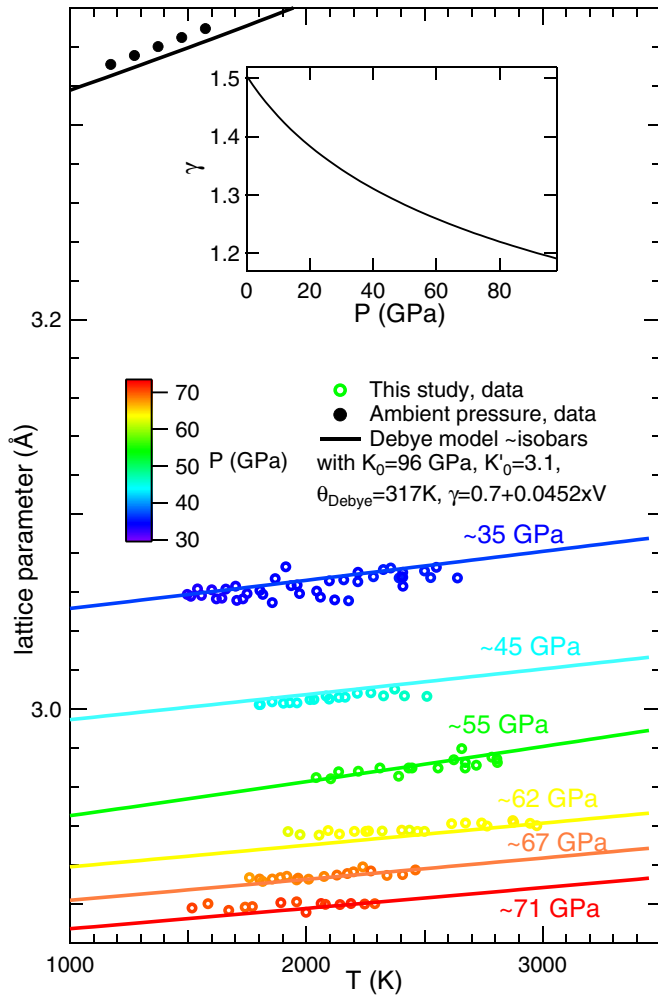 1.5
1.4
1.3
1.2
γ
0
20
40
60
80
P (GPa)
3.2
3.0
lattice parameter (Å)
70
60
50
40
30
P (GPa)
This study, data
Ambient pressure, data
Debye model ~isobars
with K0=96 GPa, K'0=3.1,
θDebye=317K, γ=0.7+0.0452xV
~35 GPa
~45 GPa
~55 GPa
~62 GPa
~67 GPa
~71 GPa
1000
2000
3000
T (K)